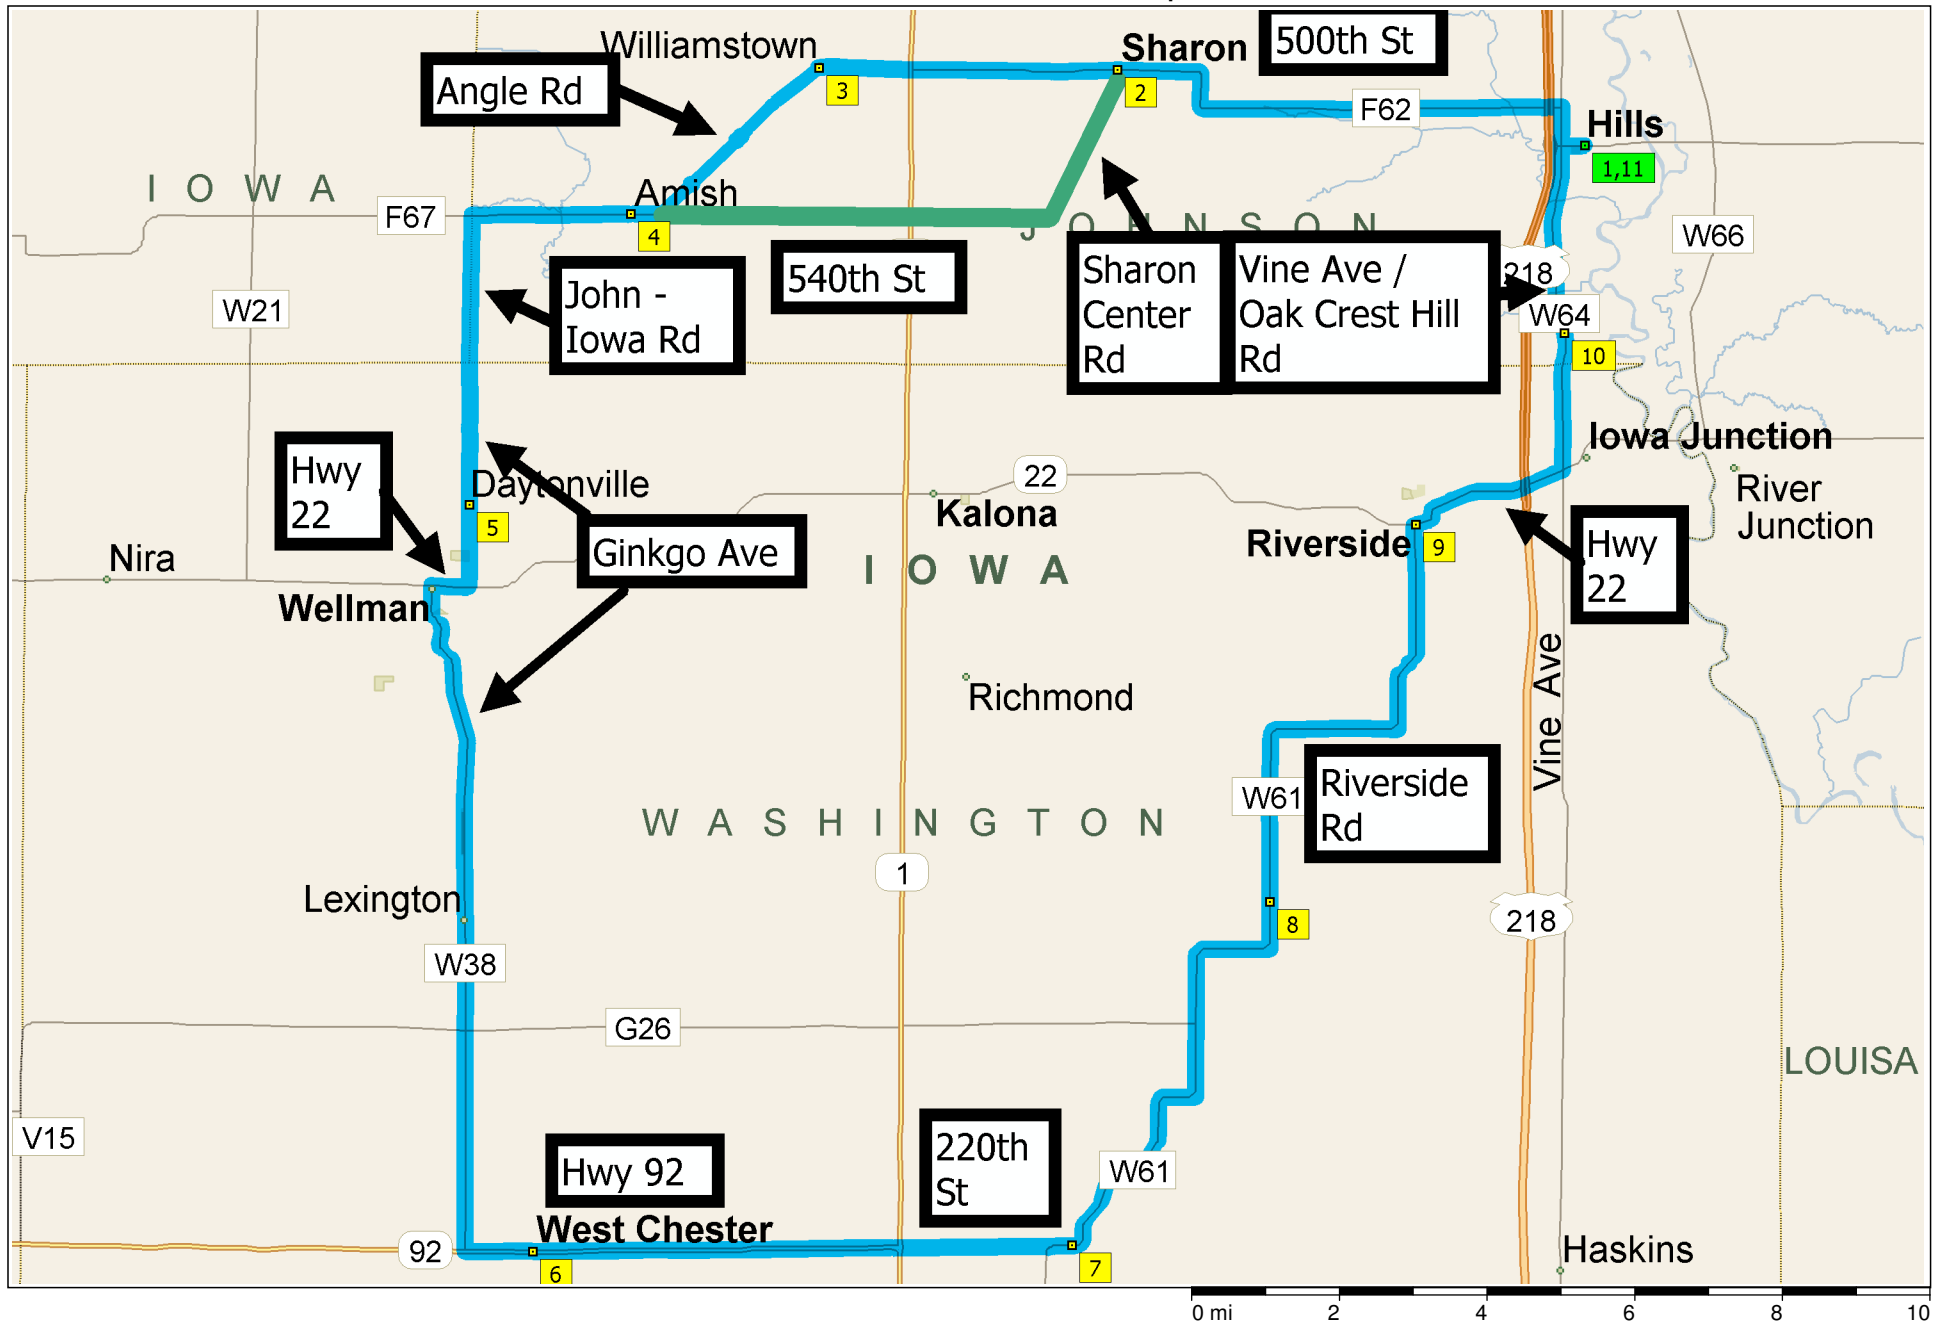 Williamstown
Sharon
500th St
Angle Rd
3
2
F62
Hills
1,11
I O W A
Amish
F67
4
J O H N S O N
W66
540th St
Sharon
Center
Rd
Vine Ave /
Oak Crest Hill
Rd
218
W21
John -
Iowa Rd
W64
10
Iowa Junction
Hwy
22
Daytonville
22
5
Kalona
River
Junction
Ginkgo Ave
Riverside
9
Hwy
22
Nira
I O W A
Wellman
Richmond
Vine Ave
W61
Riverside
Rd
W A S H I N G T O N
1
Lexington
8
218
W38
G26
LOUISA
V15
Hwy 92
220th
St
W61
West Chester
92
6
7
Haskins
0 mi
2
4
6
8
10